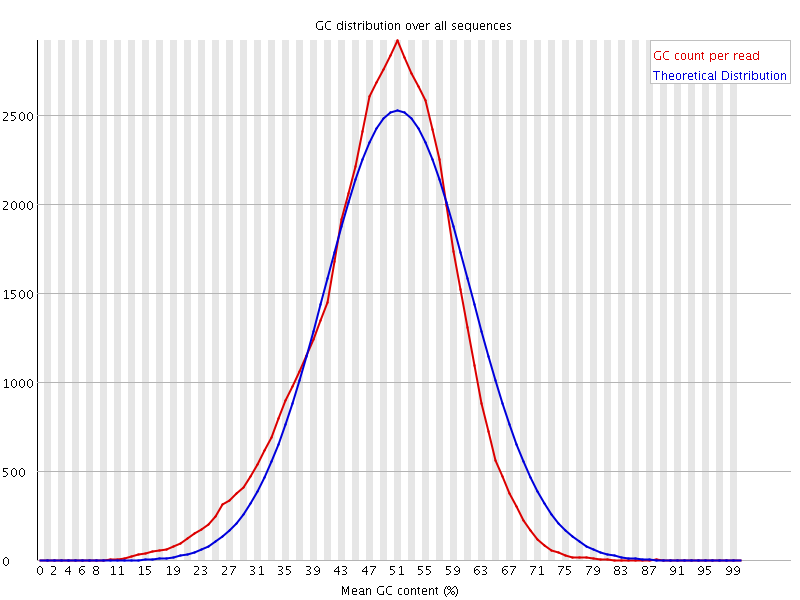 GC distribution over all sequences
GC count per read
Theoretical Distribution
2500
2000
1500
1000
500
0
0 2 4 6 8 11 15 19 23 27 31 35 39 43 47 51 55 59 63 67 71 75 79 83 87 91 95 99
Mean GC content (%)